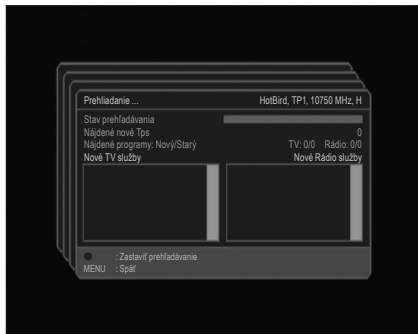 Prehliadanie ... HotBird, TP1, 10750 MHz, H
Stav prehľadávania
Nájdené nové Tps 0
Nájdené programy: Nový/Starý TV: 0/0 Rádio: 0/0
Nové TV služby Nové Rádio služby
: Zastaviť prehľadávanie
MENU : Späť